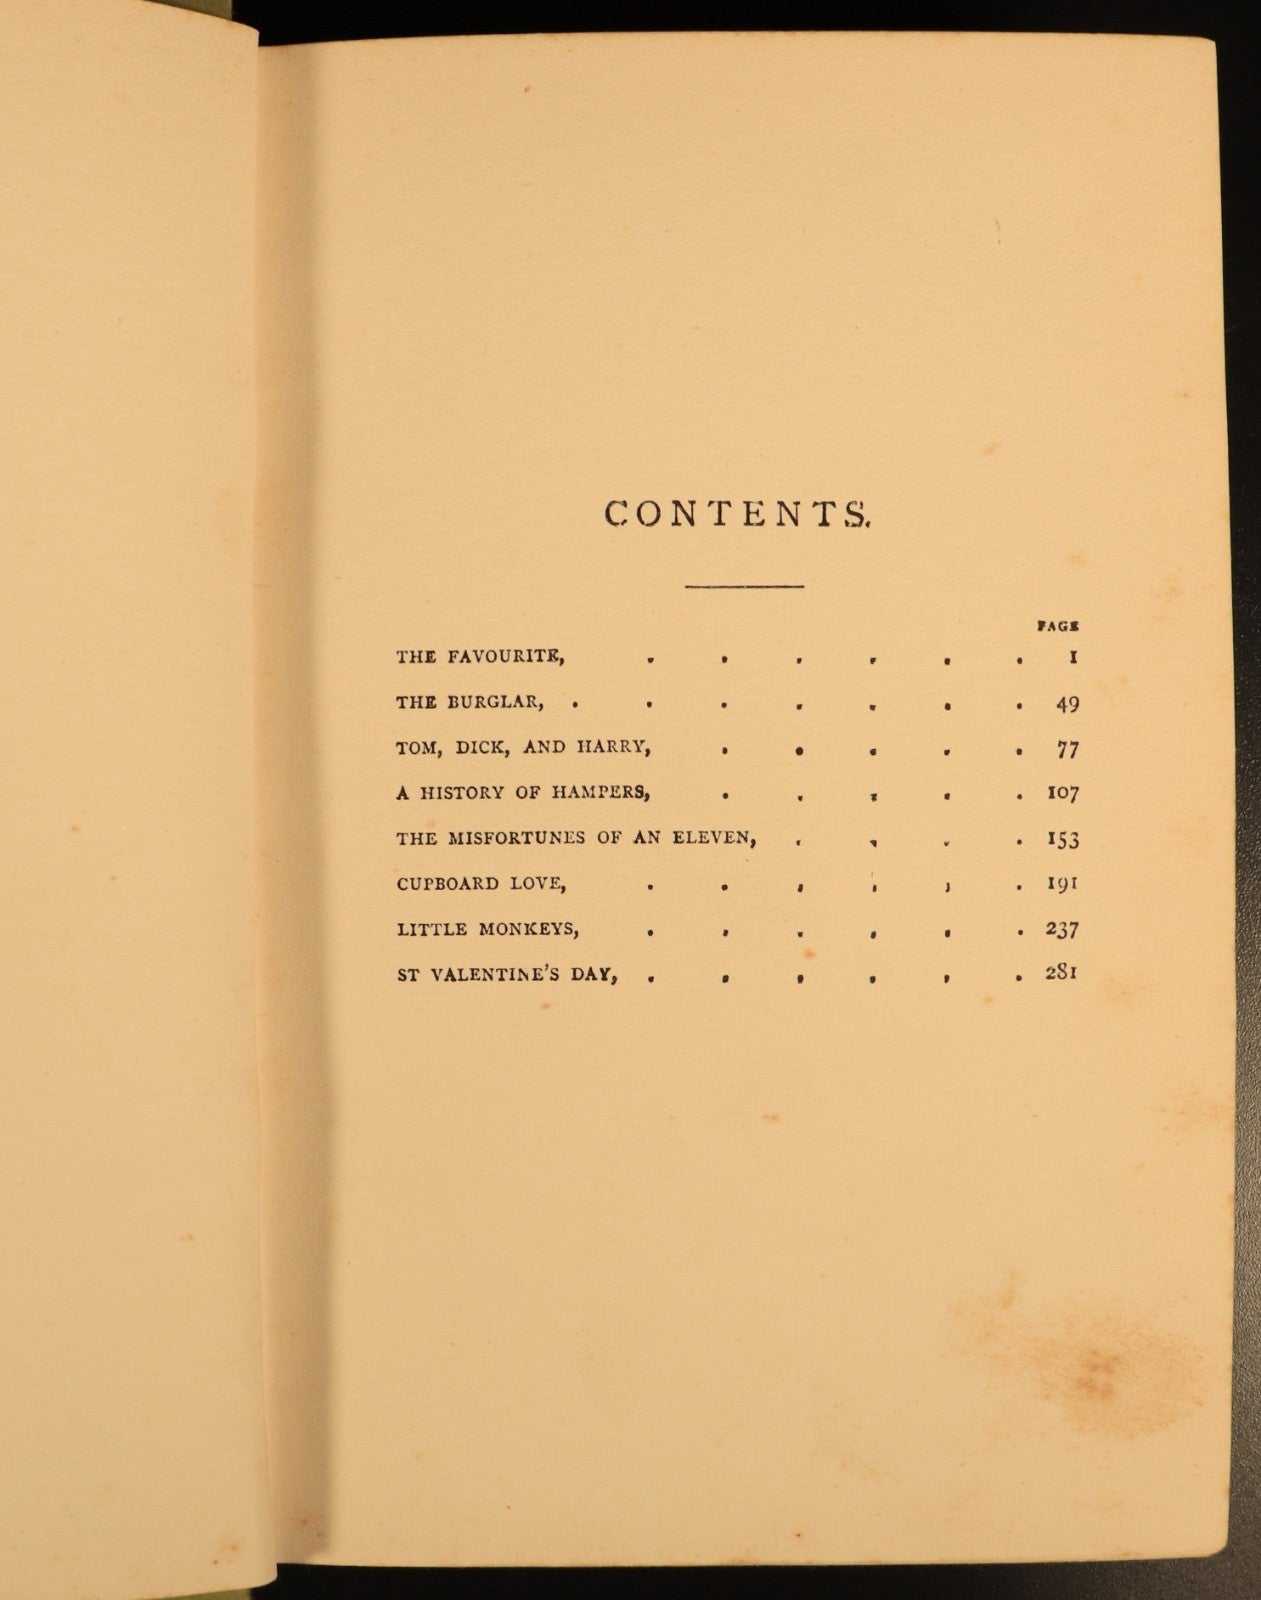 CONTENTS.
PAGE
THE FAVOURITE, . . . . . . 1
THE BURGLAR, . . . . . . . 49
TOM, DICK, AND HARRY, . . . . . 77
A HISTORY OF HAMPERS, . . . . . 107
THE MISFORTUNES OF AN ELEVEN, . . . . 153
CUPBOARD LOVE, . . . . . . 191
LITTLE MONKEYS, . . . . . . 237
ST VALENTINE'S DAY, . . . . . . 281